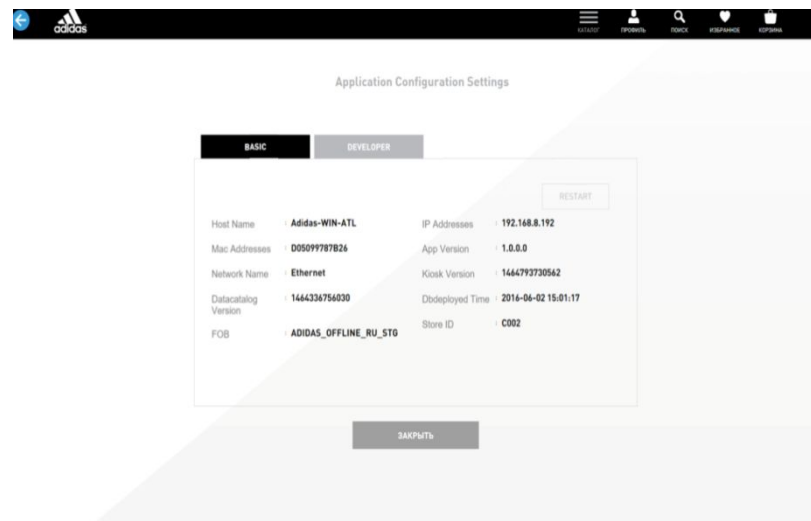 adidas
КАТАЛОГ ПРОФИЛЬ ПОИСК ИЗБРАННОЕ КОРЗИНА
Application Configuration Settings
BASIC DEVELOPER
RESTART
Host Name : Adidas-WIN-ATL
Mac Addresses : D05099787B26
Network Name : Ethernet
Datacatalog : 1464336756030
Version
FOB : ADIDAS_OFFLINE_RU_STG
IP Addresses : 192.168.8.192
App Version : 1.0.0.0
Kiosk Version : 1464793730562
Dbdeployed Time : 2016-06-02 15:01:17
Store ID : C002
ЗАКРЫТЬ